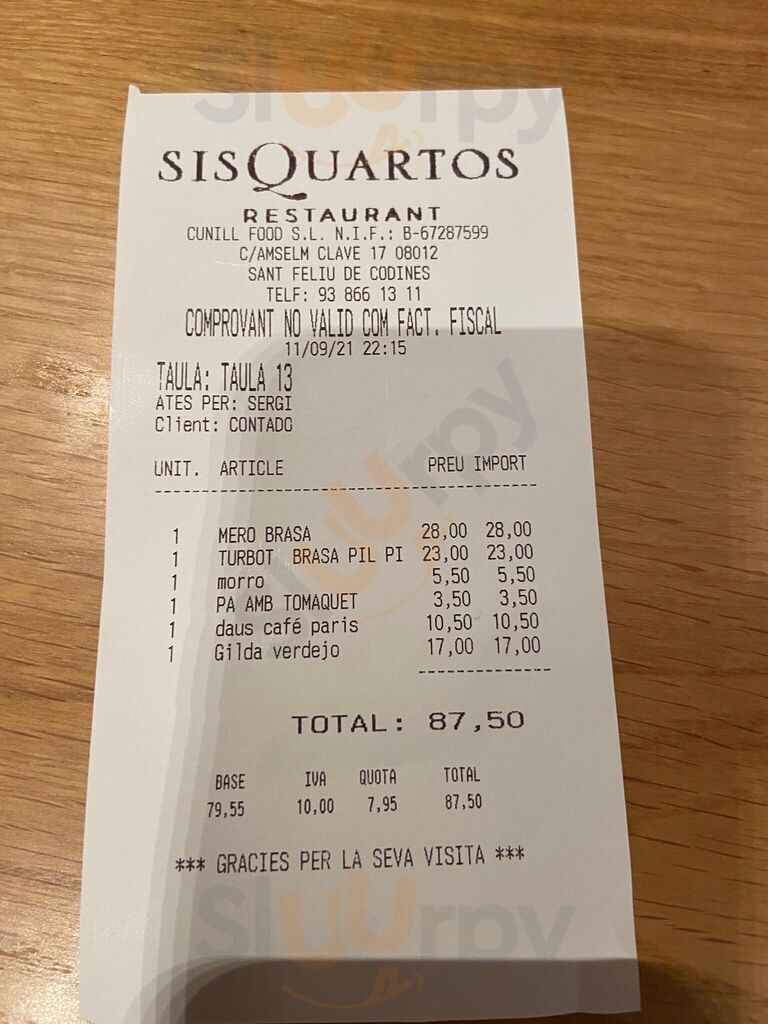 SISQUARTOS
RESTAURANT
CUNILL FOOD S.L. N.I.F.: B-67287599
C/AMSELM CLAVE 17 08012
SANT FELIU DE CODINES
TELF: 93 866 13 11
COMPROVANT NO VALID COM FACT. FISCAL
11/09/21 22:15
TAULA: TAULA 13
ATES PER: SERGI
Client: CONTADO
UNIT. ARTICLE PREU IMPORT
1 MERO BRASA 28,00 28,00
1 TURBOT BRASA PIL PI 23,00 23,00
1 morro 5,50 5,50
1 PA AMB TOMAQUET 3,50 3,50
1 daus café paris 10,50 10,50
1 Gilda verdejo 17,00 17,00
TOTAL: 87,50
BASE IVA QUOTA TOTAL
79,55 10,00 7,95 87,50
*** GRACIES PER LA SEVA VISITA ***
Sluurpy
Sluurpy
Sluurpy